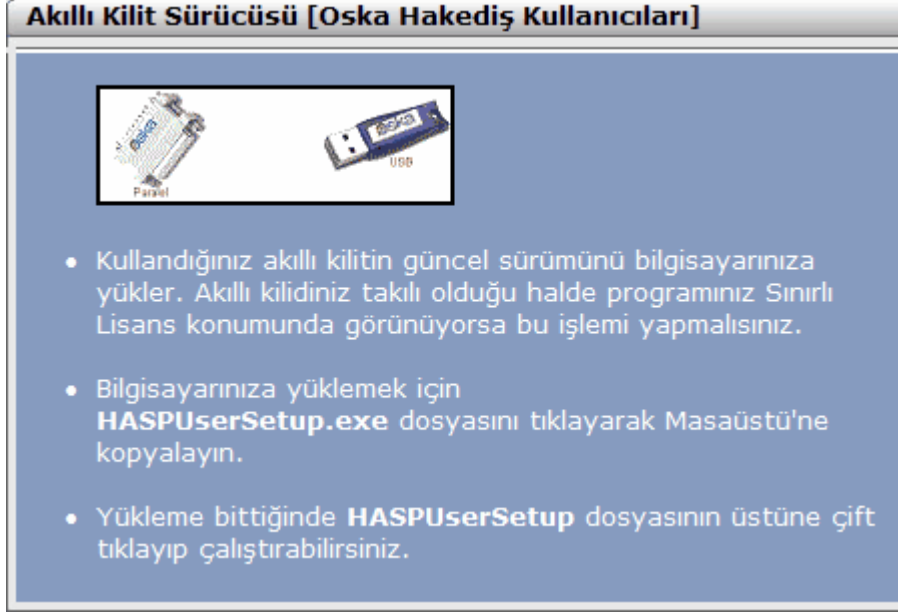 Akıllı Kilit Sürücüsü [Oska Hakediş Kullanıcıları]
oska
Paralel
oska
USB
• Kullandığınız akıllı kilitin güncel sürümünü bilgisayarınıza
yükler. Akıllı kilidiniz takılı olduğu halde programınız Sınırlı
Lisans konumunda görünüyorsa bu işlemi yapmalısınız.
• Bilgisayarınıza yüklemek için
HASPUserSetup.exe dosyasını tıklayarak Masaüstü'ne
kopyalayın.
• Yükleme bittiğinde HASPUserSetup dosyasının üstüne çift
tıklayıp çalıştırabilirsiniz.